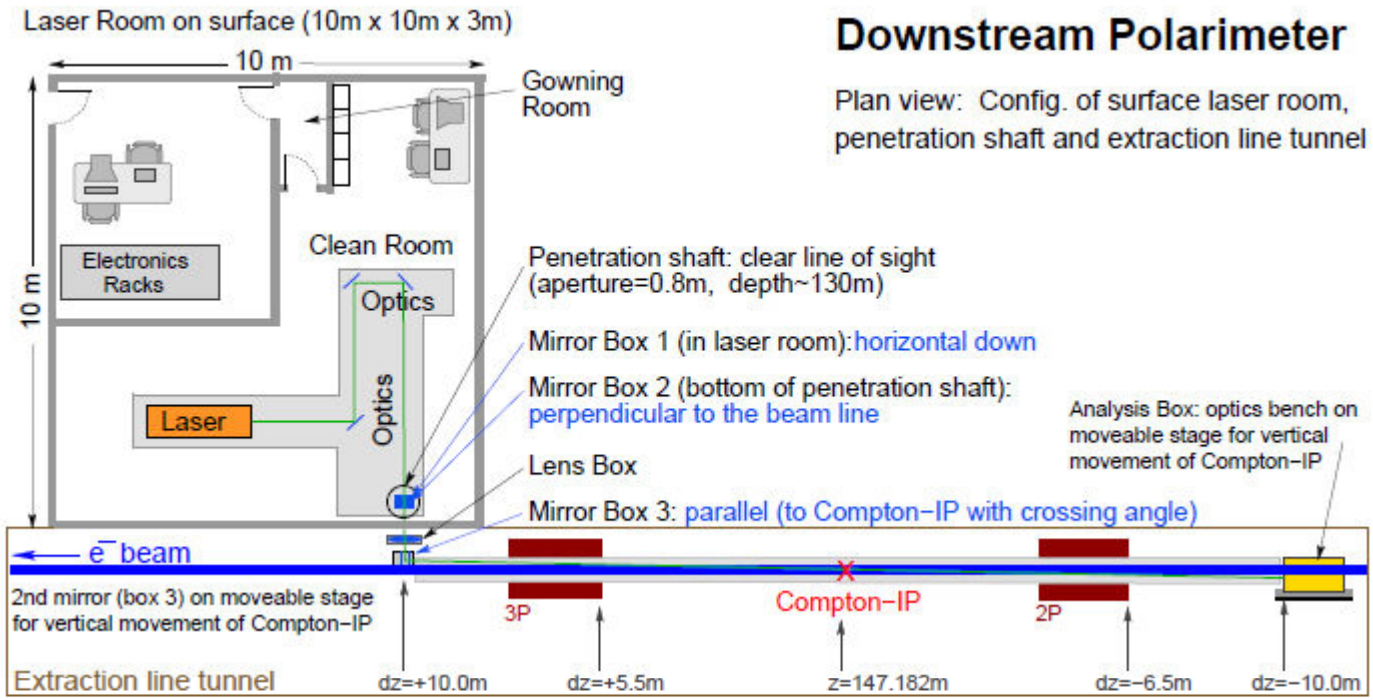 Laser Room on surface (10m x 10m x 3m)
10 m
10 m
Downstream Polarimeter
Plan view: Config. of surface laser room,
penetration shaft and extraction line tunnel
Gowning
Room
Electronics
Racks
Clean Room
Optics
Optics
Laser
Penetration shaft: clear line of sight
(aperture=0.8m, depth~130m)
Mirror Box 1 (in laser room):horizontal down
Mirror Box 2 (bottom of penetration shaft):
perpendicular to the beam line
Lens Box
Mirror Box 3: parallel (to Compton−IP with crossing angle)
Analysis Box: optics bench on
moveable stage for vertical
movement of Compton−IP
e− beam
2nd mirror (box 3) on moveable stage
for vertical movement of Compton−IP
3P
Compton−IP
2P
Extraction line tunnel
dz=+10.0m
dz=+5.5m
z=147.182m
dz=−6.5m
dz=−10.0m